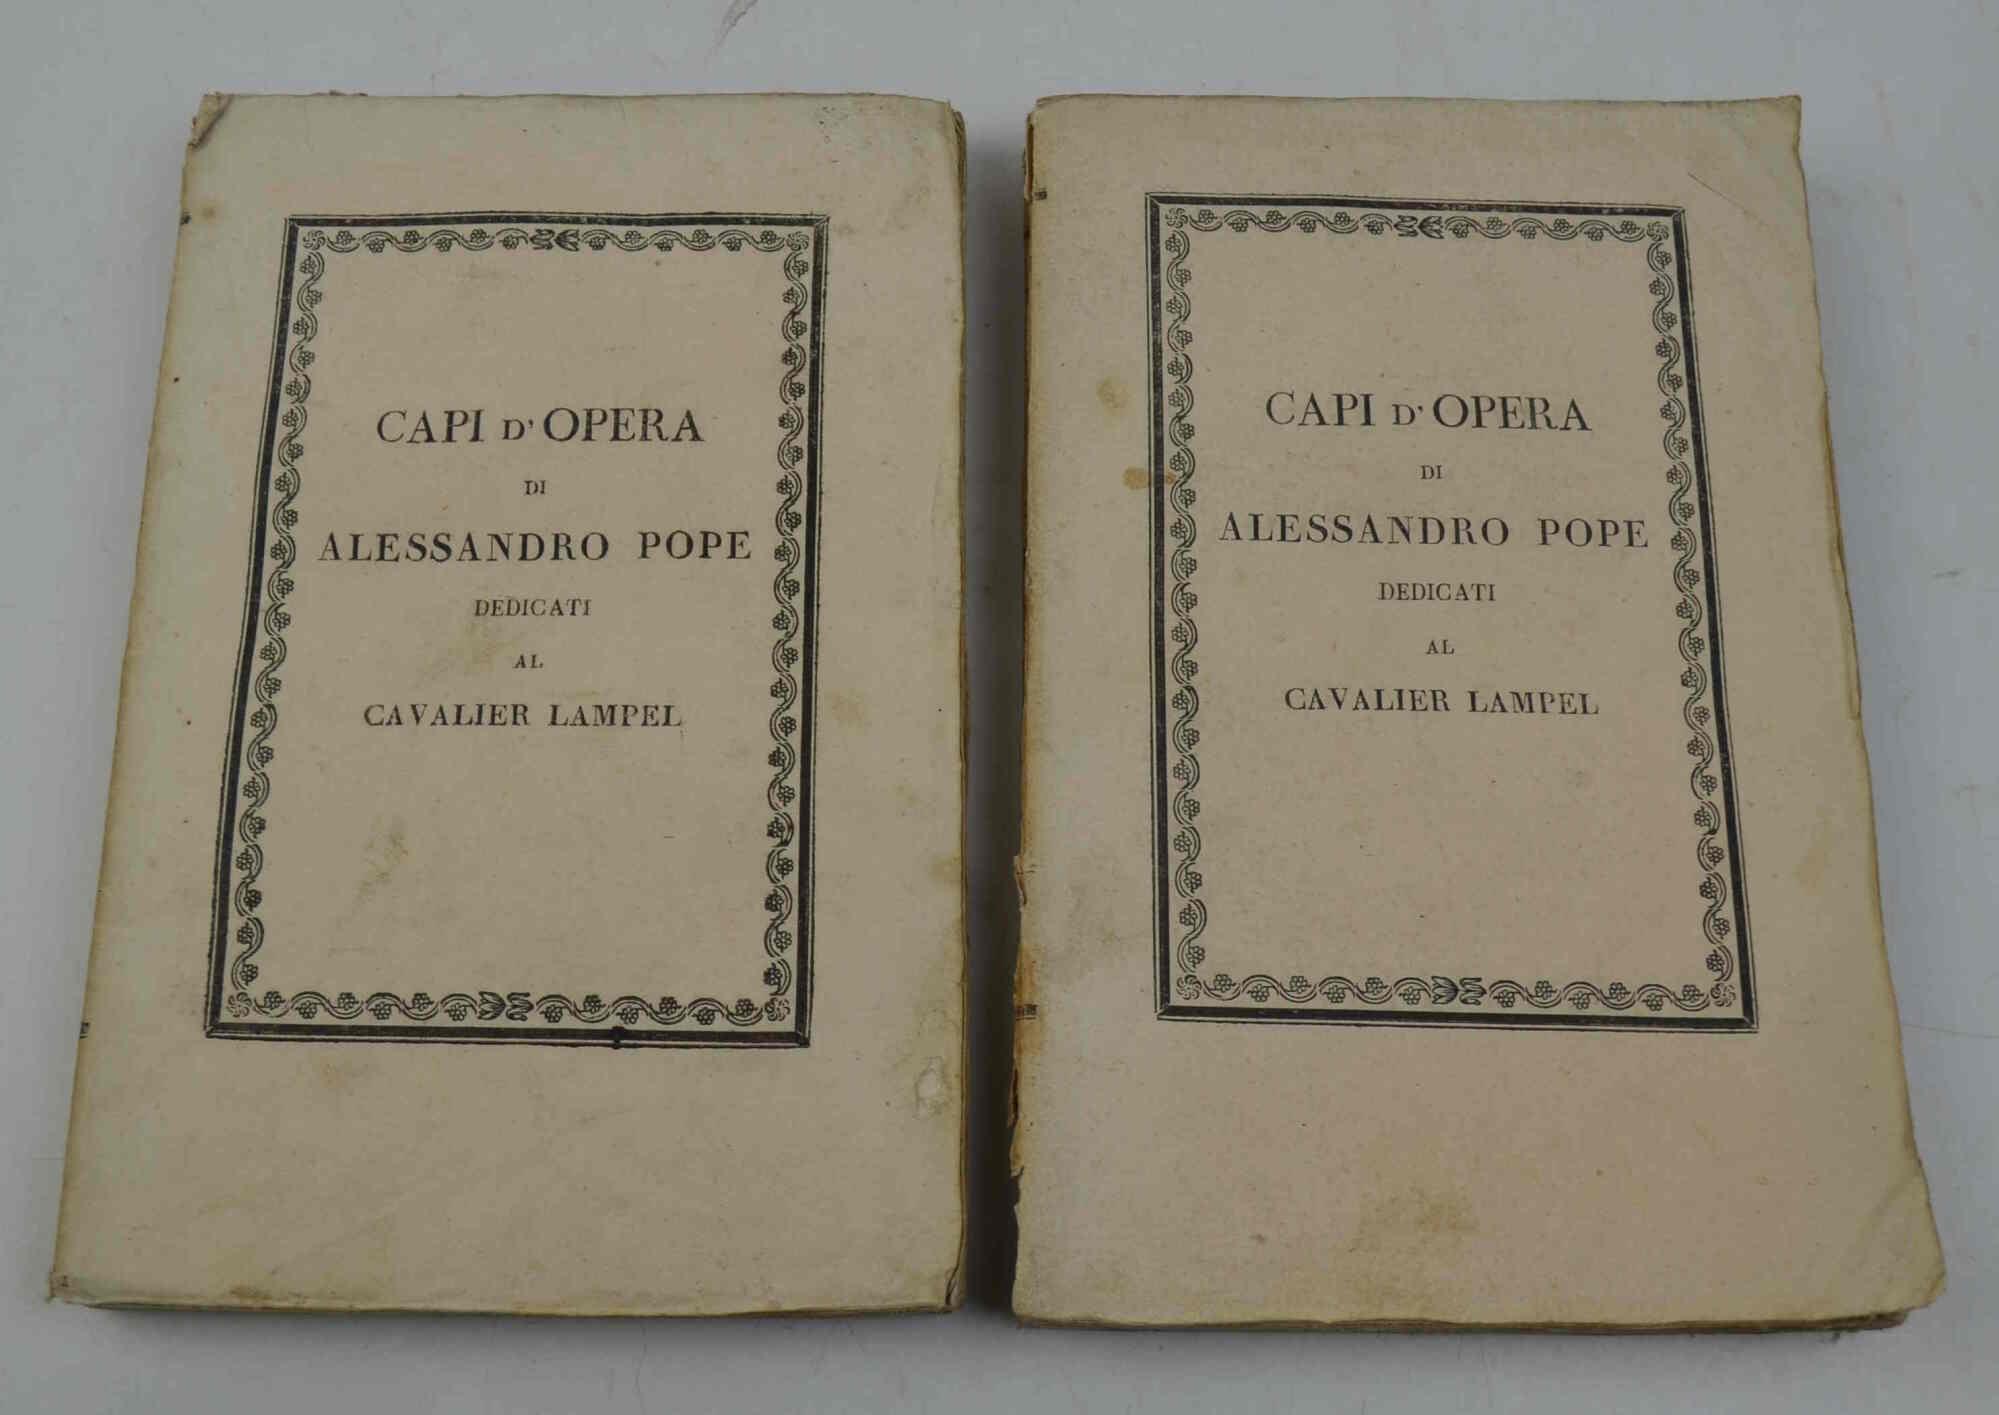 CAPI D' OPERA
DI
ALESSANDRO POPE
DEDICATI
AL
CAVALIER LAMPEL
CAPI D' OPERA
DI
ALESSANDRO POPE
DEDICATI
AL
CAVALIER LAMPEL